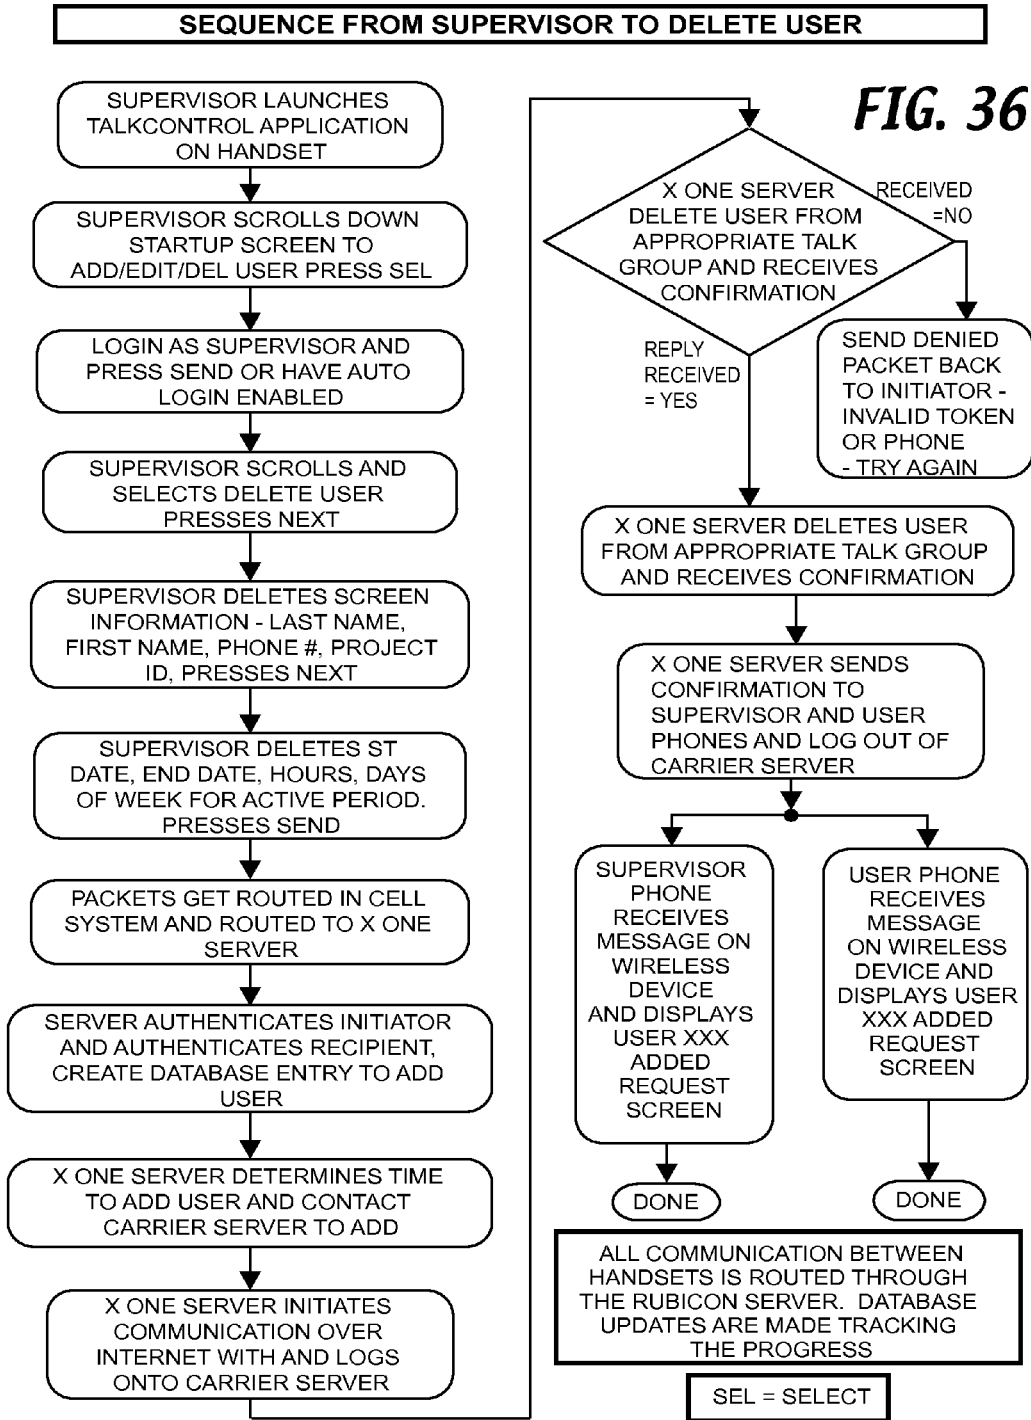 SEQUENCE FROM SUPERVISOR TO DELETE USER
FIG. 36
SUPERVISOR LAUNCHES
TALKCONTROL APPLICATION
ON HANDSET
SUPERVISOR SCROLLS DOWN
STARTUP SCREEN TO
ADD/EDIT/DEL USER PRESS SEL
LOGIN AS SUPERVISOR AND
PRESS SEND OR HAVE AUTO
LOGIN ENABLED
SUPERVISOR SCROLLS AND
SELECTS DELETE USER
PRESSES NEXT
SUPERVISOR DELETES SCREEN
INFORMATION - LAST NAME,
FIRST NAME, PHONE #, PROJECT
ID, PRESSES NEXT
SUPERVISOR DELETES ST
DATE, END DATE, HOURS, DAYS
OF WEEK FOR ACTIVE PERIOD.
PRESSES SEND
PACKETS GET ROUTED IN CELL
SYSTEM AND ROUTED TO X ONE
SERVER
SERVER AUTHENTICATES INITIATOR
AND AUTHENTICATES RECIPIENT,
CREATE DATABASE ENTRY TO ADD
USER
X ONE SERVER DETERMINES TIME
TO ADD USER AND CONTACT
CARRIER SERVER TO ADD
X ONE SERVER INITIATES
COMMUNICATION OVER
INTERNET WITH AND LOGS
ONTO CARRIER SERVER
X ONE SERVER
DELETE USER FROM
APPROPRIATE TALK
GROUP AND RECEIVES
CONFIRMATION
RECEIVED
=NO
SEND DENIED
PACKET BACK
TO INITIATOR -
INVALID TOKEN
OR PHONE
- TRY AGAIN
REPLY
RECEIVED
= YES
X ONE SERVER DELETES USER
FROM APPROPRIATE TALK GROUP
AND RECEIVES CONFIRMATION
X ONE SERVER SENDS
CONFIRMATION TO
SUPERVISOR AND USER
PHONES AND LOG OUT OF
CARRIER SERVER
SUPERVISOR
PHONE
RECEIVES
MESSAGE ON
WIRELESS
DEVICE
AND DISPLAYS
USER XXX
ADDED
REQUEST
SCREEN
DONE
USER PHONE
RECEIVES
MESSAGE
ON WIRELESS
DEVICE AND
DISPLAYS USER
XXX ADDED
REQUEST
SCREEN
DONE
ALL COMMUNICATION BETWEEN
HANDSETS IS ROUTED THROUGH
THE RUBICON SERVER. DATABASE
UPDATES ARE MADE TRACKING
THE PROGRESS
SEL = SELECT